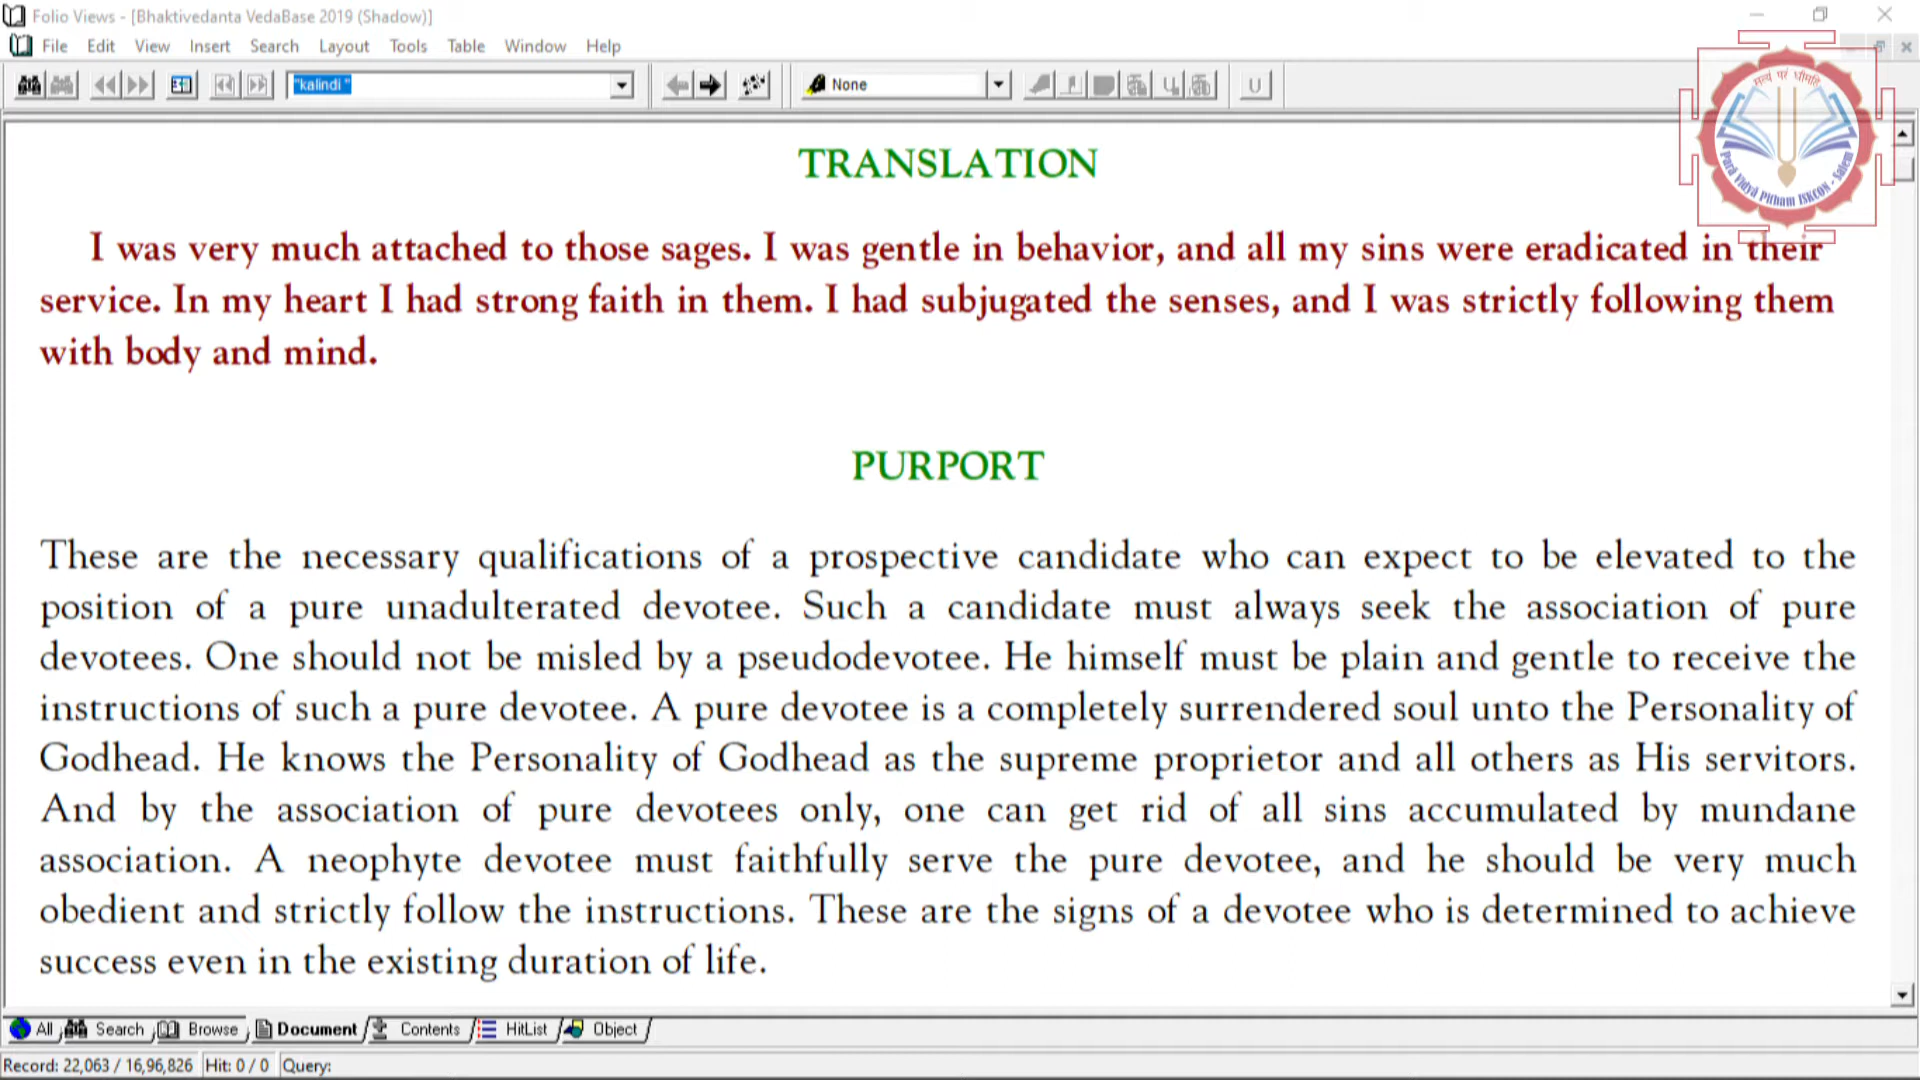 Folio Views - [Bhaktivedanta VedaBase 2019 (Shadow)]
File Edit View Insert Search Layout Tools Table Window Help
"kalindi "
None
U
सत्यं परं धीमहि
Parā Vidyā Pīṭham ISKCON - Salem
TRANSLATION
I was very much attached to those sages. I was gentle in behavior, and all my sins were eradicated in their
service. In my heart I had strong faith in them. I had subjugated the senses, and I was strictly following them
with body and mind.
PURPORT
These are the necessary qualifications of a prospective candidate who can expect to be elevated to the
position of a pure unadulterated devotee. Such a candidate must always seek the association of pure
devotees. One should not be misled by a pseudodevotee. He himself must be plain and gentle to receive the
instructions of such a pure devotee. A pure devotee is a completely surrendered soul unto the Personality of
Godhead. He knows the Personality of Godhead as the supreme proprietor and all others as His servitors.
And by the association of pure devotees only, one can get rid of all sins accumulated by mundane
association. A neophyte devotee must faithfully serve the pure devotee, and he should be very much
obedient and strictly follow the instructions. These are the signs of a devotee who is determined to achieve
success even in the existing duration of life.
All Search Browse Document Contents HitList Object
Record: 22,063 / 16,96,826 Hit: 0 / 0 Query: